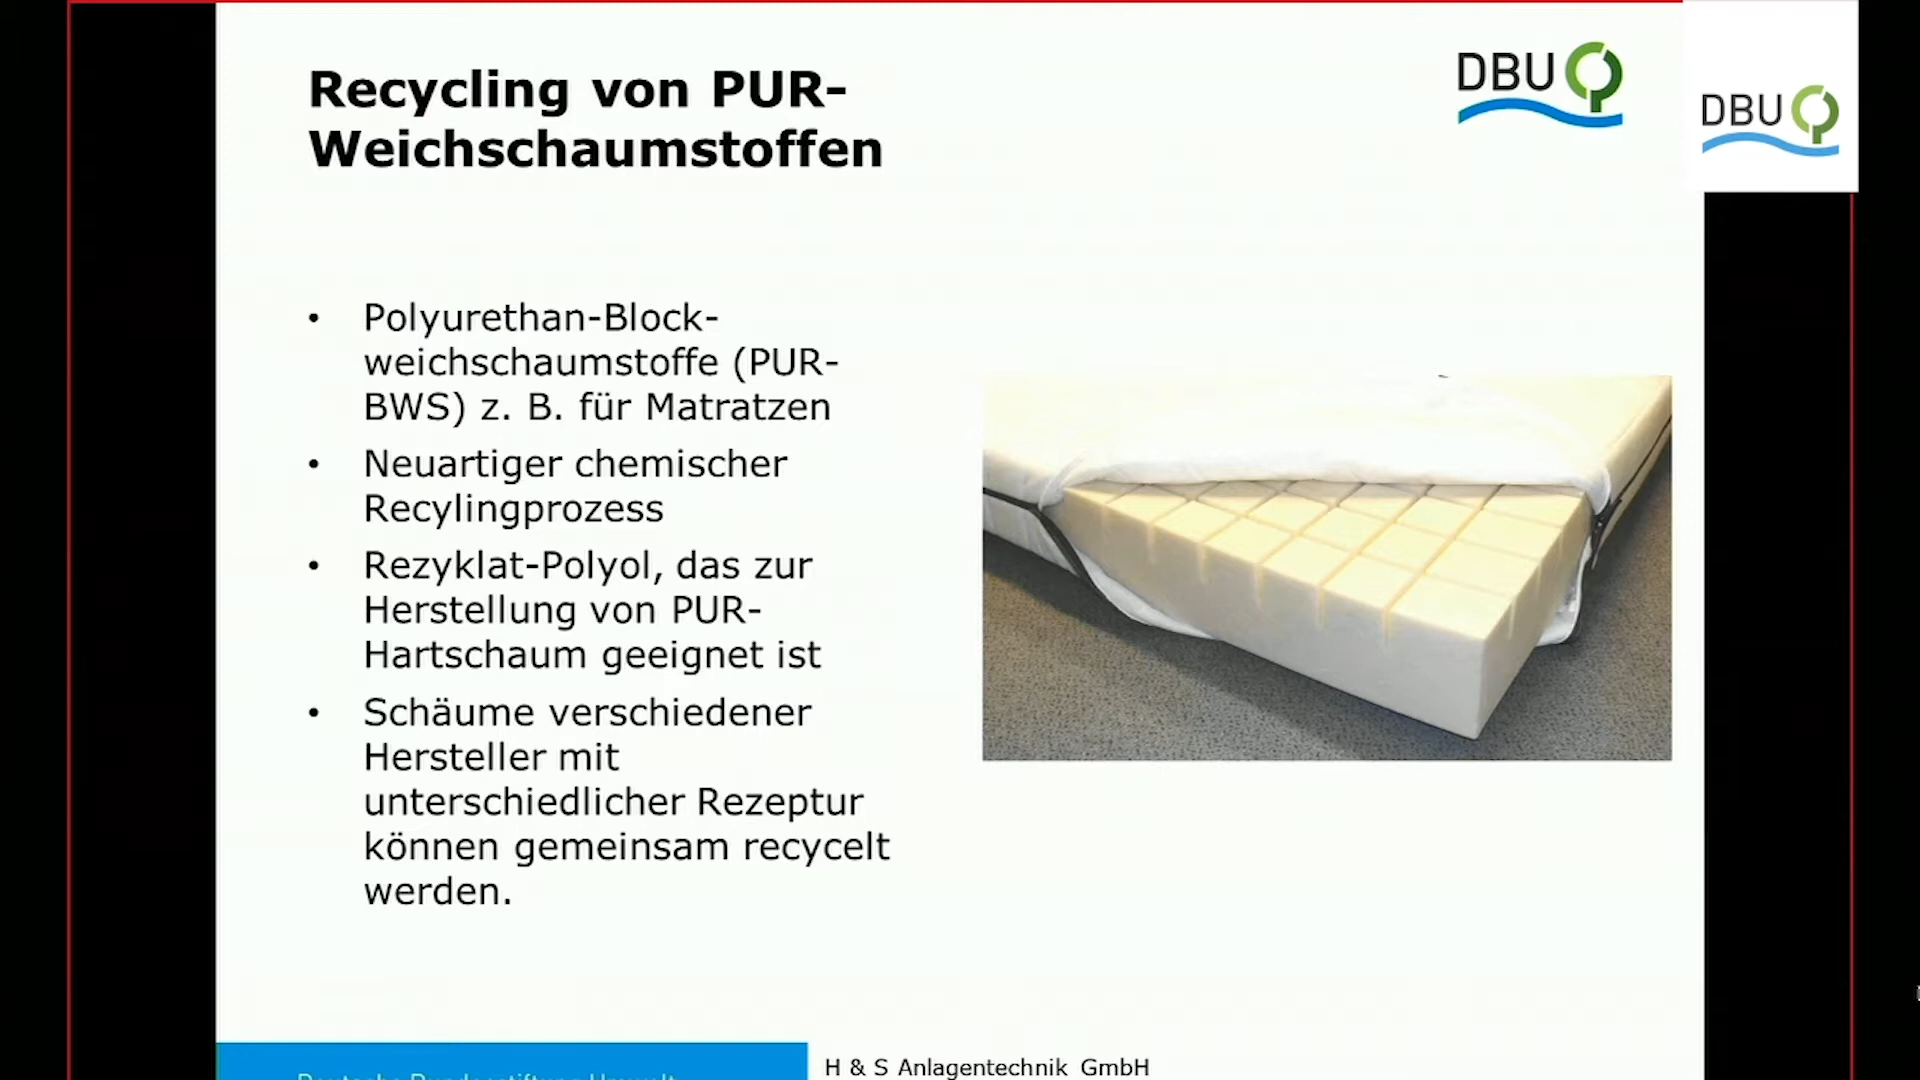 Recycling von PUR-
Weichschaumstoffen
DBU
DBU
• Polyurethan-Block-
weichschaumstoffe (PUR-
BWS) z. B. für Matratzen
• Neuartiger chemischer
Recylingprozess
• Rezyklat-Polyol, das zur
Herstellung von PUR-
Hartschaum geeignet ist
• Schäume verschiedener
Hersteller mit
unterschiedlicher Rezeptur
können gemeinsam recycelt
werden.
Deutsche Bundesstiftung Umwelt
H & S Anlagentechnik GmbH